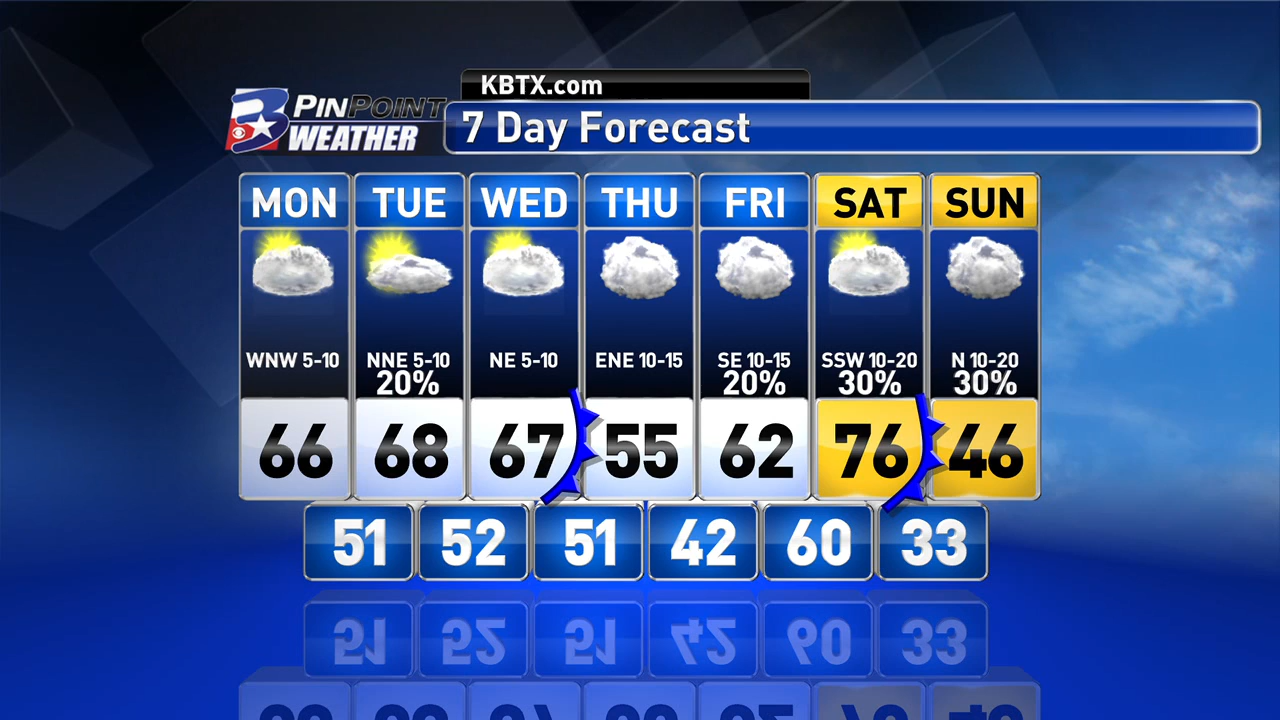 KBTX.com
3 PINPOINT
WEATHER
7 Day Forecast
MON TUE WED THU FRI SAT SUN
WNW 5-10 NNE 5-10 NE 5-10 ENE 10-15 SE 10-15 SSW 10-20 N 10-20
20% 20% 30% 30%
66 68 67 55 62 76 46
51 52 51 42 60 33